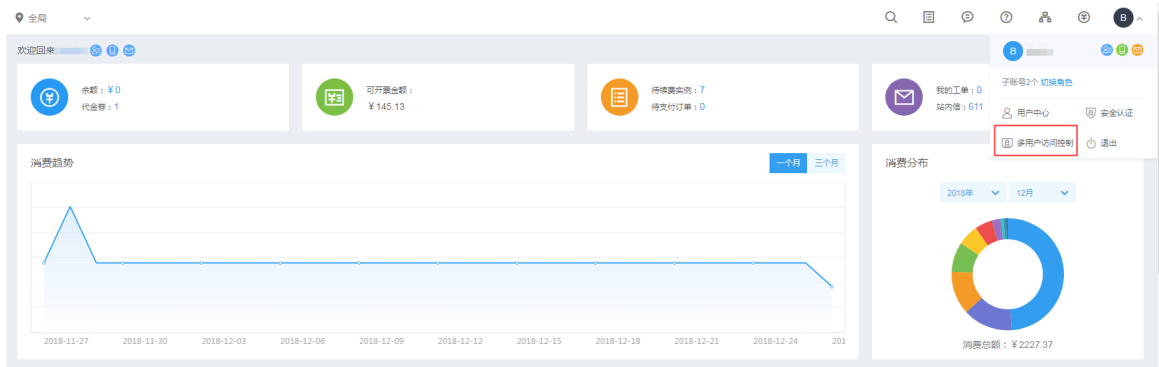 全局
B
欢迎回来
余额：￥0
代金券：1
可开票金额：
￥145.13
待续费实例：7
待支付订单：0
我的工单：0
站内信：611
B
子账号2个 切换角色
用户中心
安全认证
多用户访问控制
退出
消费趋势
一个月
三个月
2018-11-27
2018-11-30
2018-12-03
2018-12-06
2018-12-09
2018-12-12
2018-12-15
2018-12-18
2018-12-21
2018-12-24
201
消费分布
2018年
12月
消费总额：￥2227.37